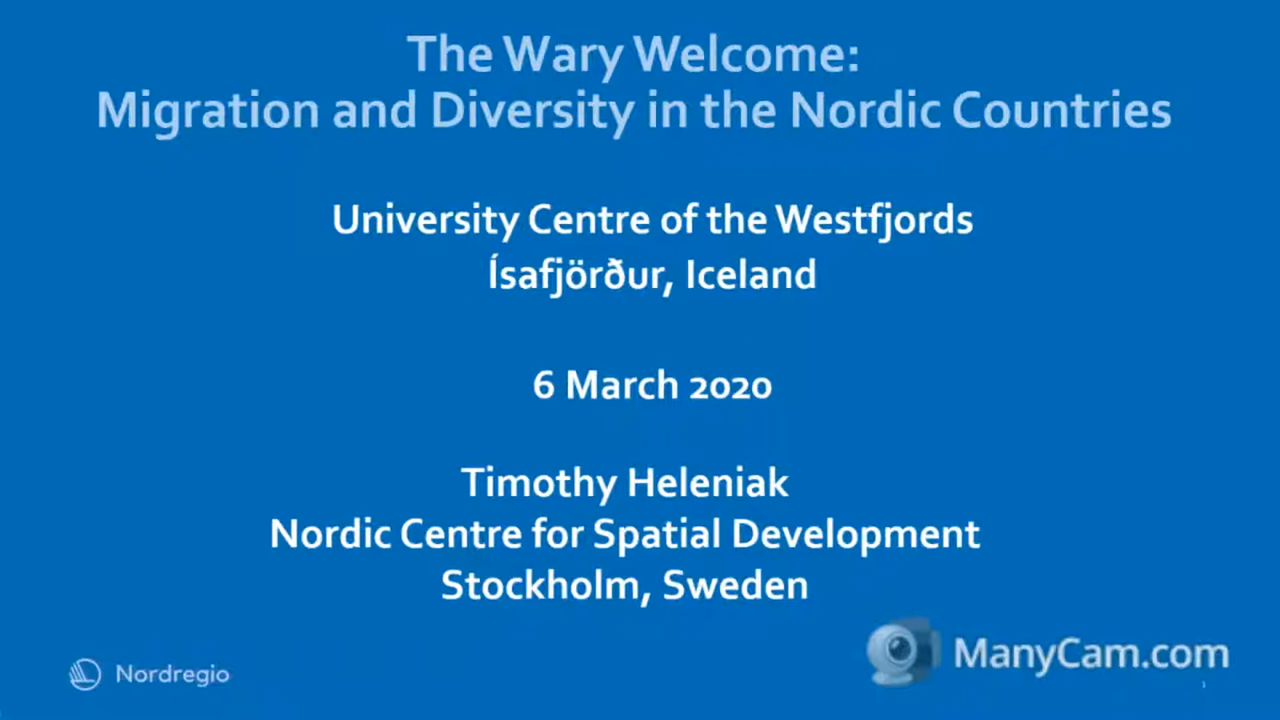 The Wary Welcome:
Migration and Diversity in the Nordic Countries
University Centre of the Westfjords
Ísafjörður, Iceland
6 March 2020
Timothy Heleniak
Nordic Centre for Spatial Development
Stockholm, Sweden
Nordregio
ManyCam.com
1